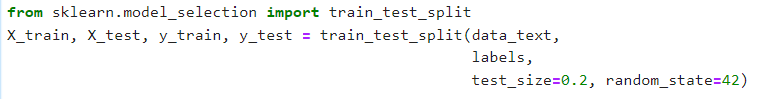 from sklearn.model_selection import train_test_split
X_train, X_test, y_train, y_test = train_test_split(data_text,
labels,
test_size=0.2, random_state=42)